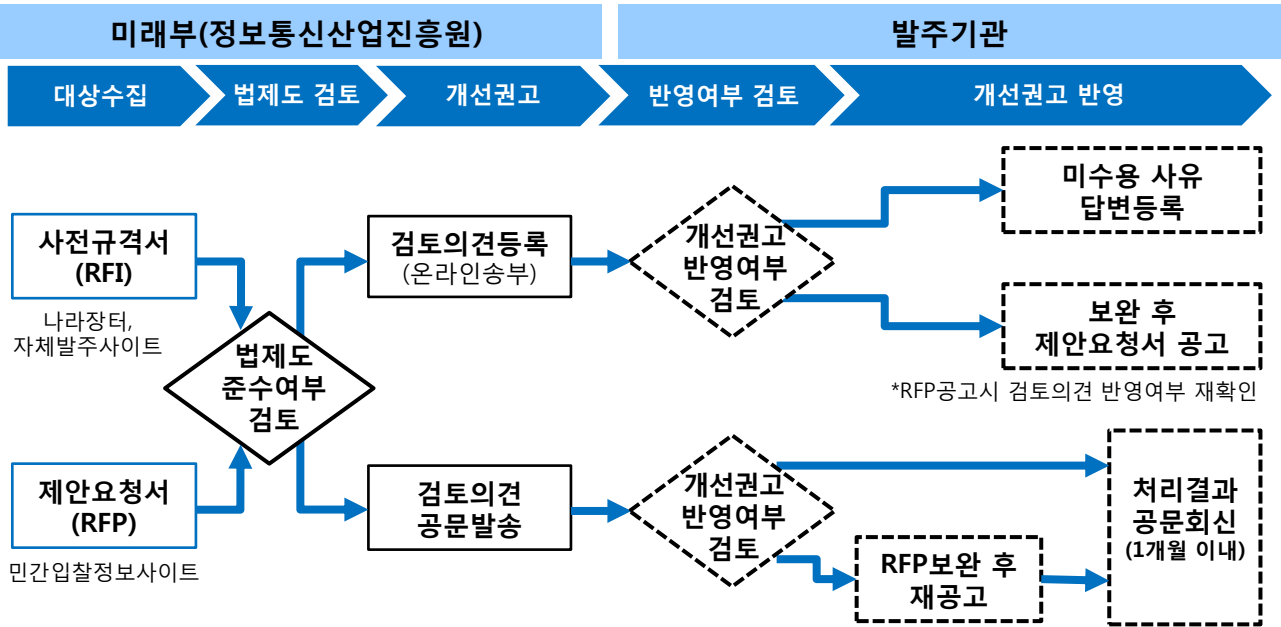 미래부(정보통신산업진흥원)
발주기관
대상수집
법제도 검토
개선권고
반영여부 검토
개선권고 반영
사전규격서
(RFI)
나라장터,
자체발주사이트
법제도
준수여부
검토
제안요청서
(RFP)
민간입찰정보사이트
검토의견등록
(온라인송부)
개선권고
반영여부
검토
미수용 사유
답변등록
보완 후
제안요청서 공고
*RFP공고시 검토의견 반영여부 재확인
검토의견
공문발송
개선권고
반영여부
검토
RFP보완 후
재공고
처리결과
공문회신
(1개월 이내)